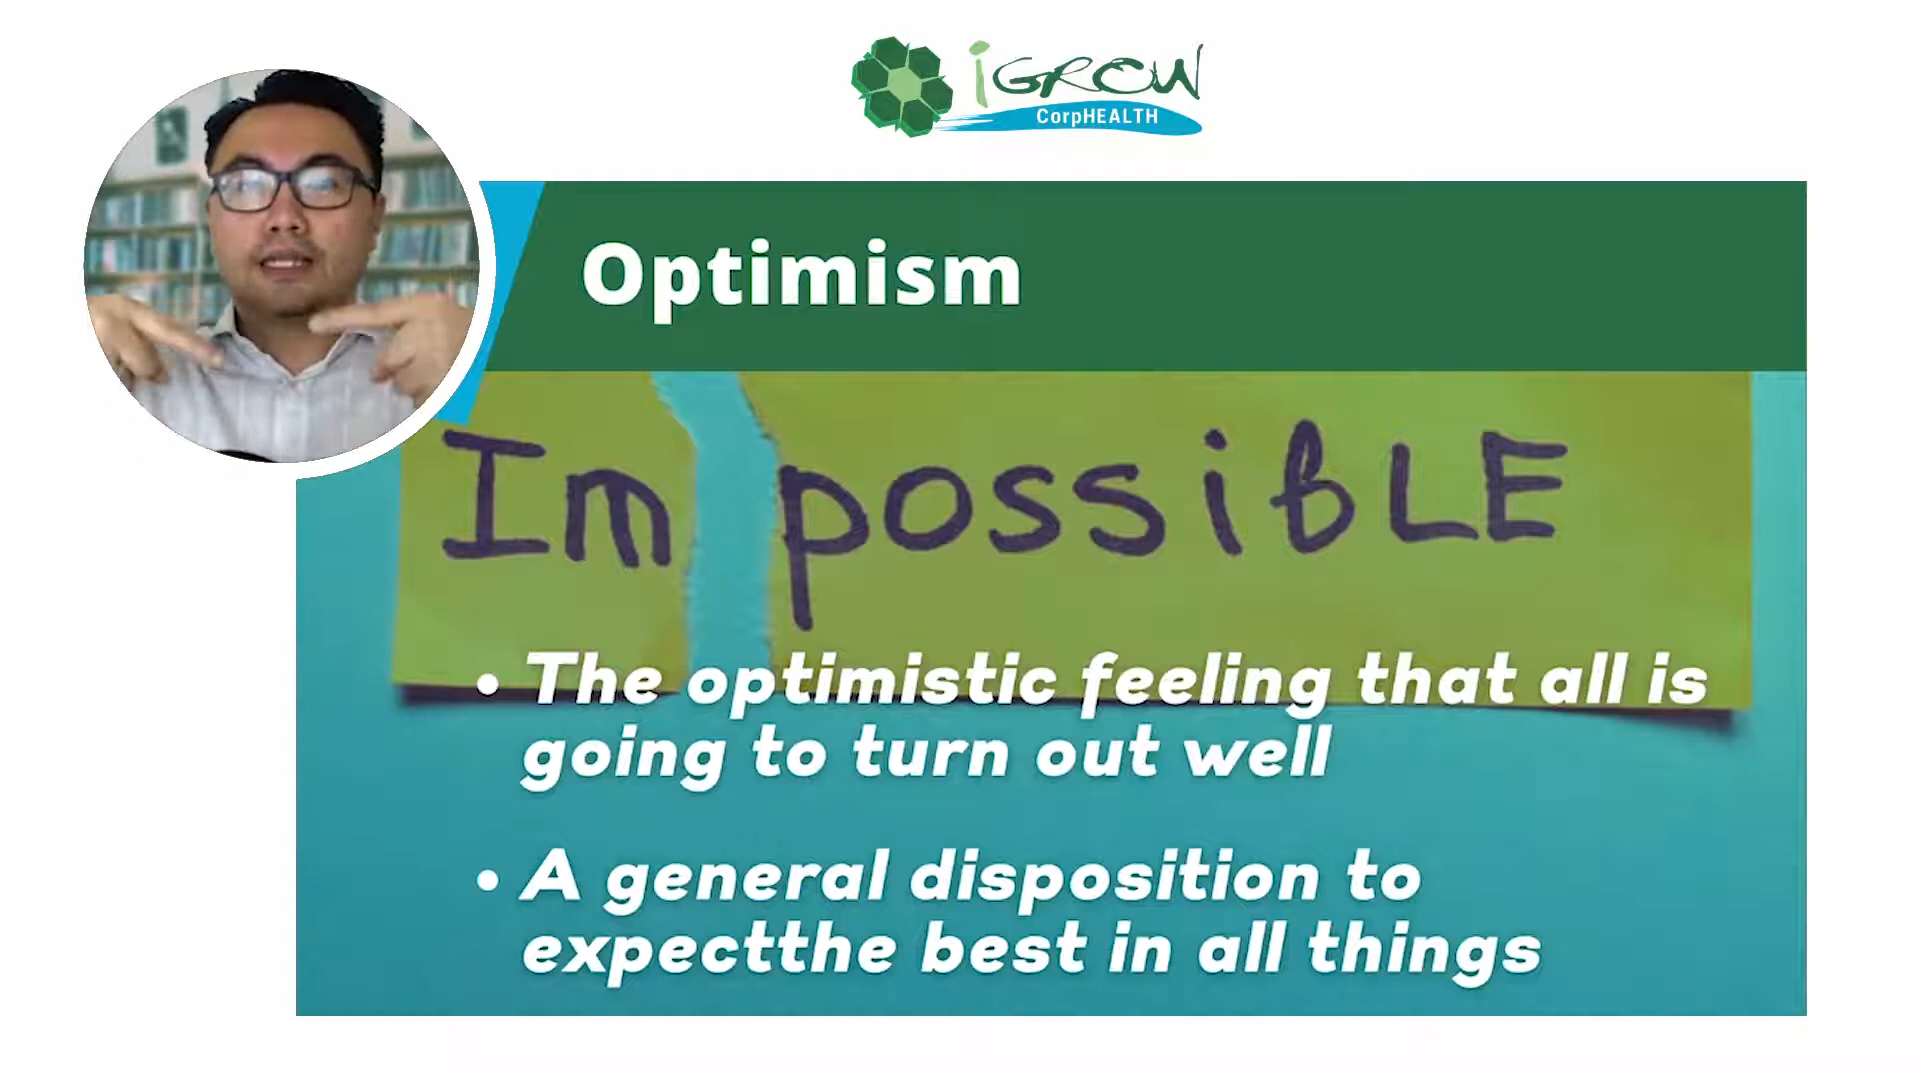 iGROW
CorpHEALTH
Optimism
Im possiBLE
• The optimistic feeling that all is
going to turn out well
• A general disposition to
expectthe best in all things